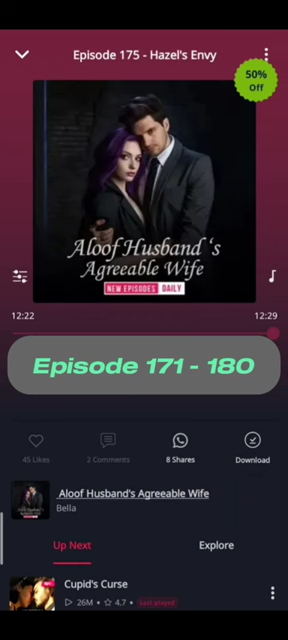 Episode 175 - Hazel's Envy
50%
Off
Aloof Husband 's
Agreeable Wife
NEW EPISODES DAILY
12:22
12:29
Episode 171 - 180
45 Likes
2 Comments
8 Shares
Download
Aloof Husband's Agreeable Wife
Bella
Up Next
Explore
Cupid's Curse
26M • 4.7 • Last played